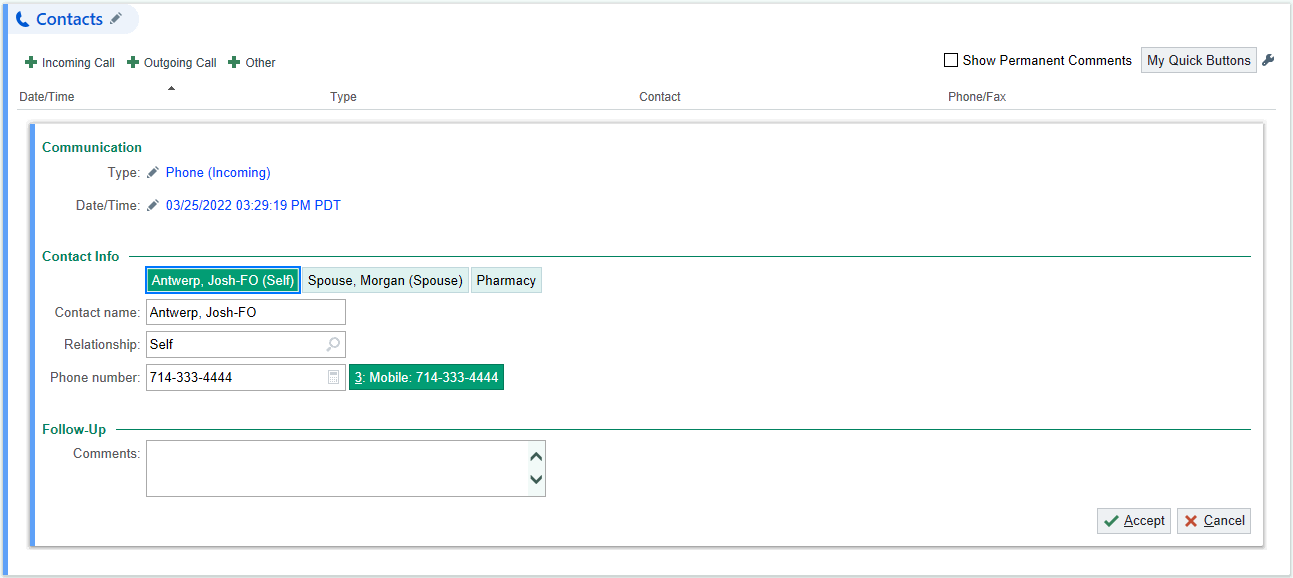 Contacts
Incoming Call Outgoing Call Other Show Permanent Comments My Quick Buttons
Date/Time Type Contact Phone/Fax
Communication
Type: Phone (Incoming)
Date/Time: 03/25/2022 03:29:19 PM PDT
Contact Info
Antwerp, Josh-FO (Self) Spouse, Morgan (Spouse) Pharmacy
Contact name: Antwerp, Josh-FO
Relationship: Self
Phone number: 714-333-4444 3: Mobile: 714-333-4444
Follow-Up
Comments:
Accept Cancel